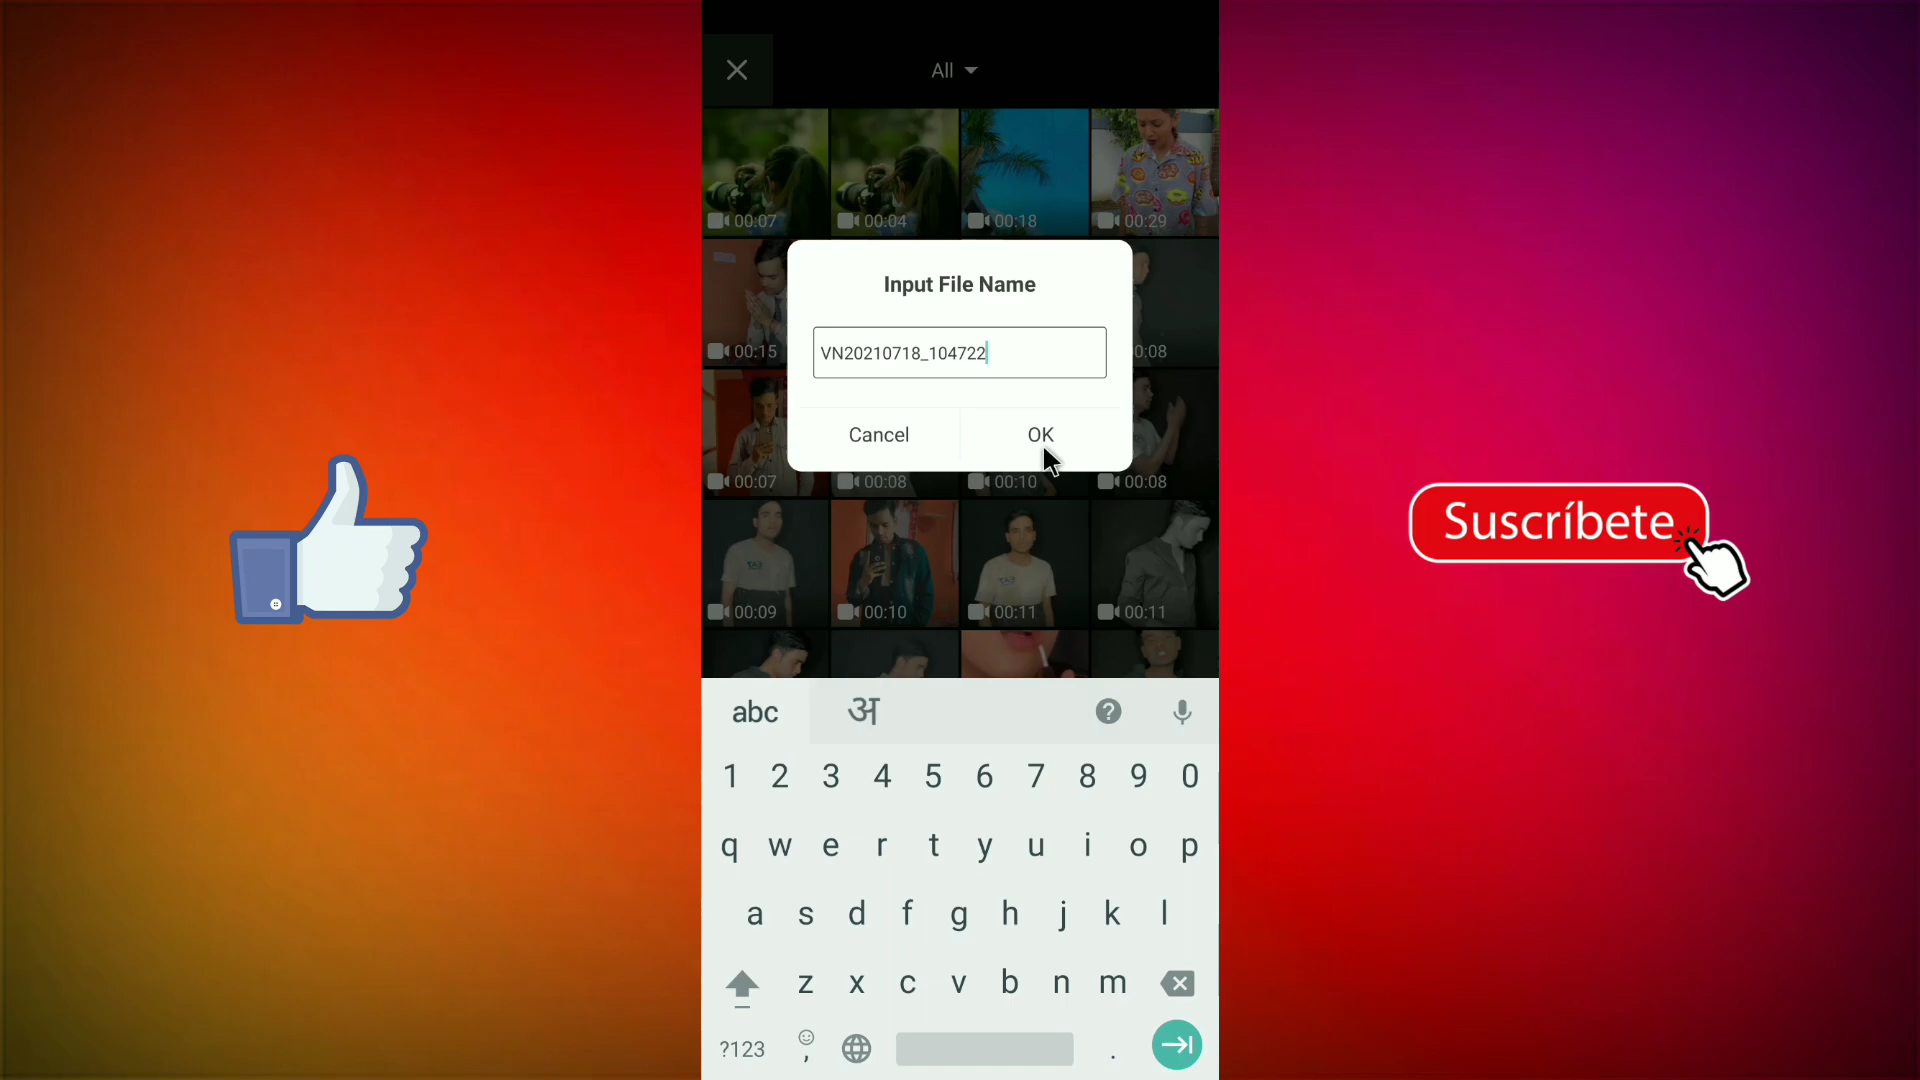 All
00:07 00:04 00:18 00:29
Input File Name
00:15 VN20210718_104722 0:08
Cancel OK
00:07 00:08 00:10 00:08
Suscríbete
00:09 00:10 00:11 00:11
abc अ ?
1 2 3 4 5 6 7 8 9 0
q w e r t y u i o p
a s d f g h j k l
z x c v b n m
?123 , .